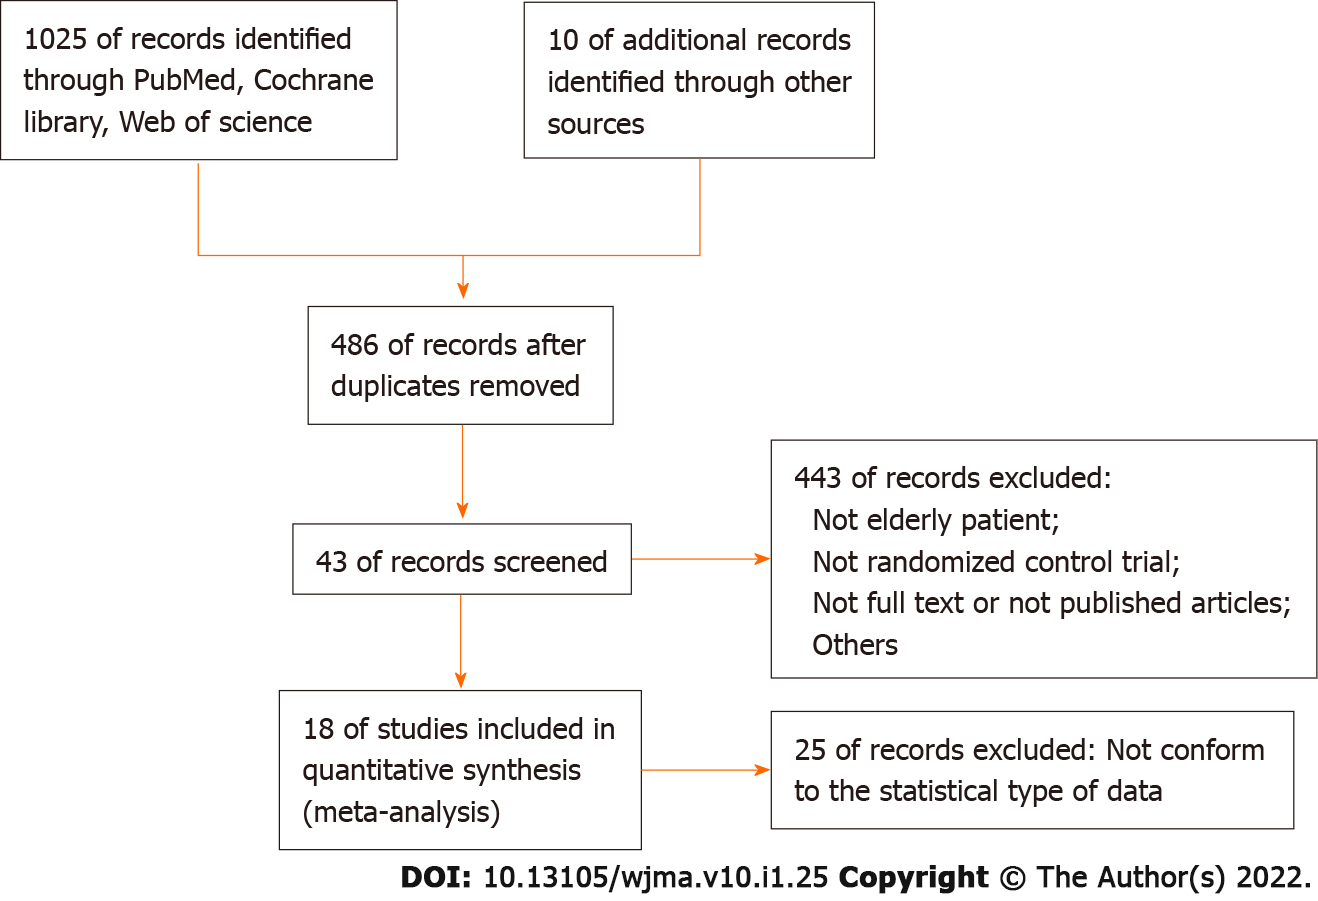 1025 of records identified
through PubMed, Cochrane
library, Web of science
10 of additional records
identified through other
sources
486 of records after
duplicates removed
43 of records screened
443 of records excluded:
Not elderly patient;
Not randomized control trial;
Not full text or not published articles;
Others
18 of studies included in
quantitative synthesis
(meta-analysis)
25 of records excluded: Not conform
to the statistical type of data
DOI: 10.13105/wjma.v10.i1.25 Copyright © The Author(s) 2022.